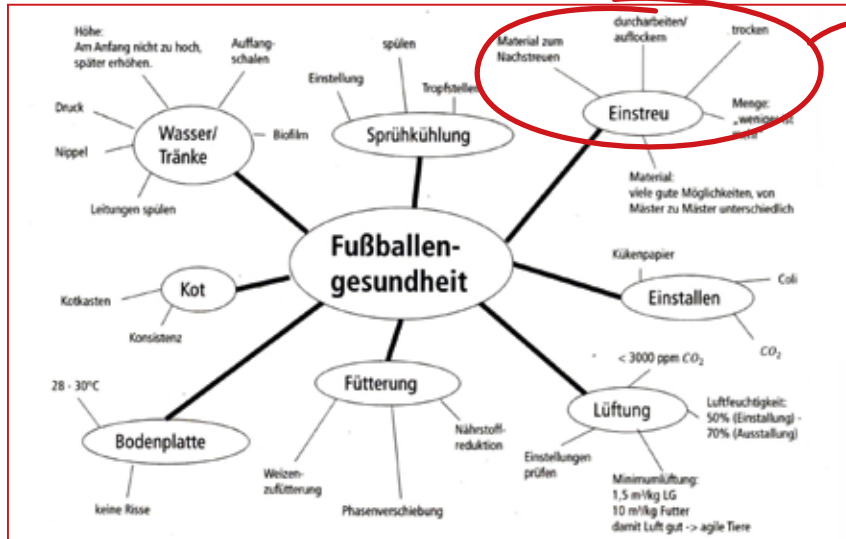 Höhe:
Am Anfang nicht zu hoch,
später erhöhen.
Auffang-
schalen
Druck
Nippel
Wasser/
Tränke
Biofilm
Leitungen spülen
spülen
Einstellung
Tropfstellen
Sprühkühlung
Material zum
Nachstreuen
durcharbeiten/
auflockern
trocken
Einstreu
Menge:
„weniger ist
mehr“
Material:
viele gute Möglichkeiten, von
Mäster zu Mäster unterschiedlich
Fußballen-
gesundheit
Kotkasten
Kot
Konsistenz
Kükenpapier
Coli
Einstallen
CO₂
28 - 30°C
Bodenplatte
keine Risse
Fütterung
Weizen-
zufütterung
Phasenverschiebung
Nährstoff-
reduktion
< 3000 ppm CO₂
Lüftung
Luftfeuchtigkeit:
50% (Einstallung) -
70% (Ausstallung)
Einstellungen
prüfen
Minimumlüftung:
1,5 m³/kg LG
10 m³/kg Futter
damit Luft gut -> agile Tiere